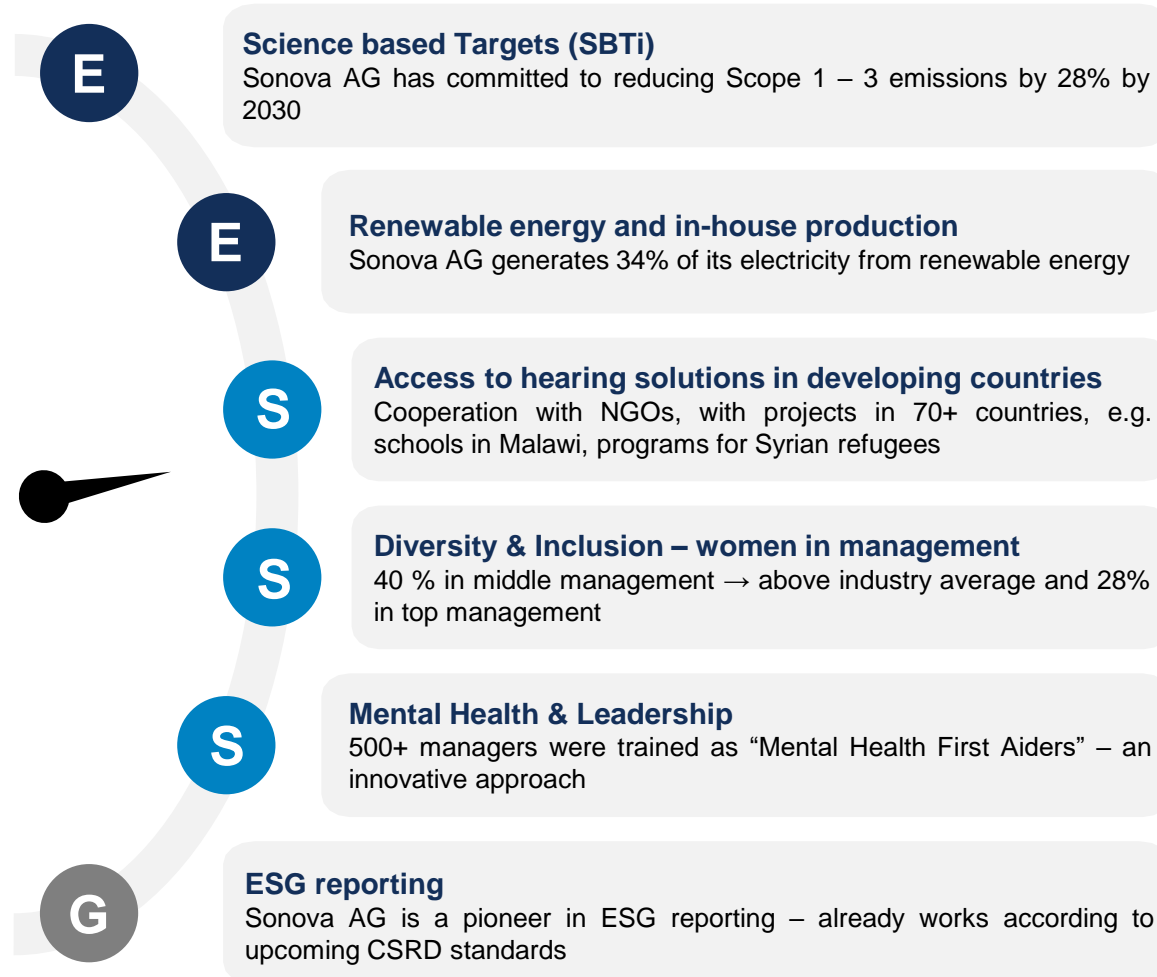 E
Science based Targets (SBTi)
Sonova AG has committed to reducing Scope 1 – 3 emissions by 28% by
2030
E
Renewable energy and in-house production
Sonova AG generates 34% of its electricity from renewable energy
S
Access to hearing solutions in developing countries
Cooperation with NGOs, with projects in 70+ countries, e.g.
schools in Malawi, programs for Syrian refugees
S
Diversity & Inclusion – women in management
40 % in middle management → above industry average and 28%
in top management
S
Mental Health & Leadership
500+ managers were trained as “Mental Health First Aiders” – an
innovative approach
G
ESG reporting
Sonova AG is a pioneer in ESG reporting – already works according to
upcoming CSRD standards